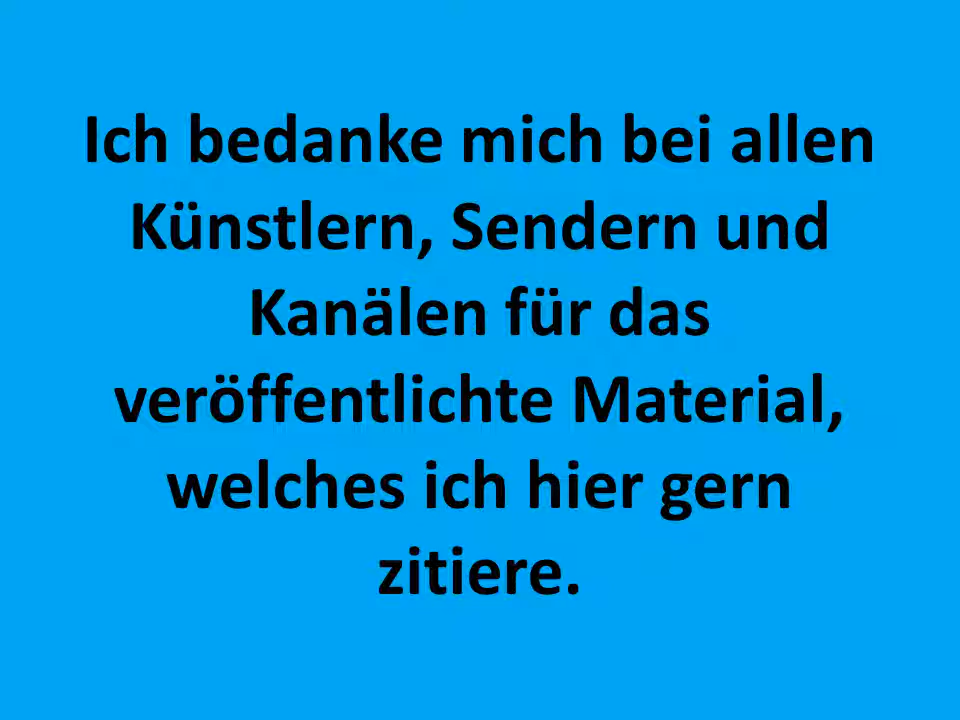 Ich bedanke mich bei allen
Künstlern, Sendern und
Kanälen für das
veröffentlichte Material,
welches ich hier gern
zitiere.